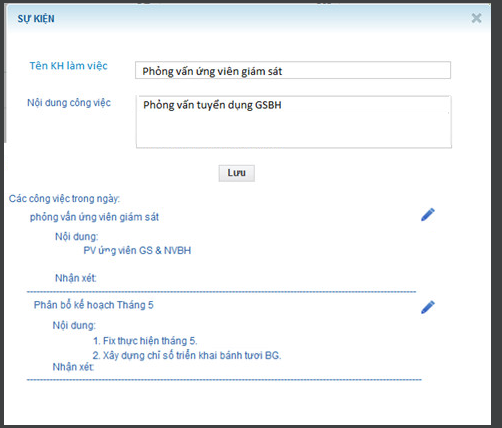 SỰ KIỆN
Tên KH làm việc
Phỏng vấn ứng viên giám sát
Nội dung công việc
Phỏng vấn tuyển dụng GSBH
Lưu
Các công việc trong ngày:
phỏng vấn ứng viên giám sát
Nội dung:
PV ứng viên GS & NVBH
Nhận xét:
Phân bổ kế hoạch Tháng 5
Nội dung:
1. Fix thực hiện tháng 5.
2. Xây dựng chỉ số triển khai bánh tươi BG.
Nhận xét: